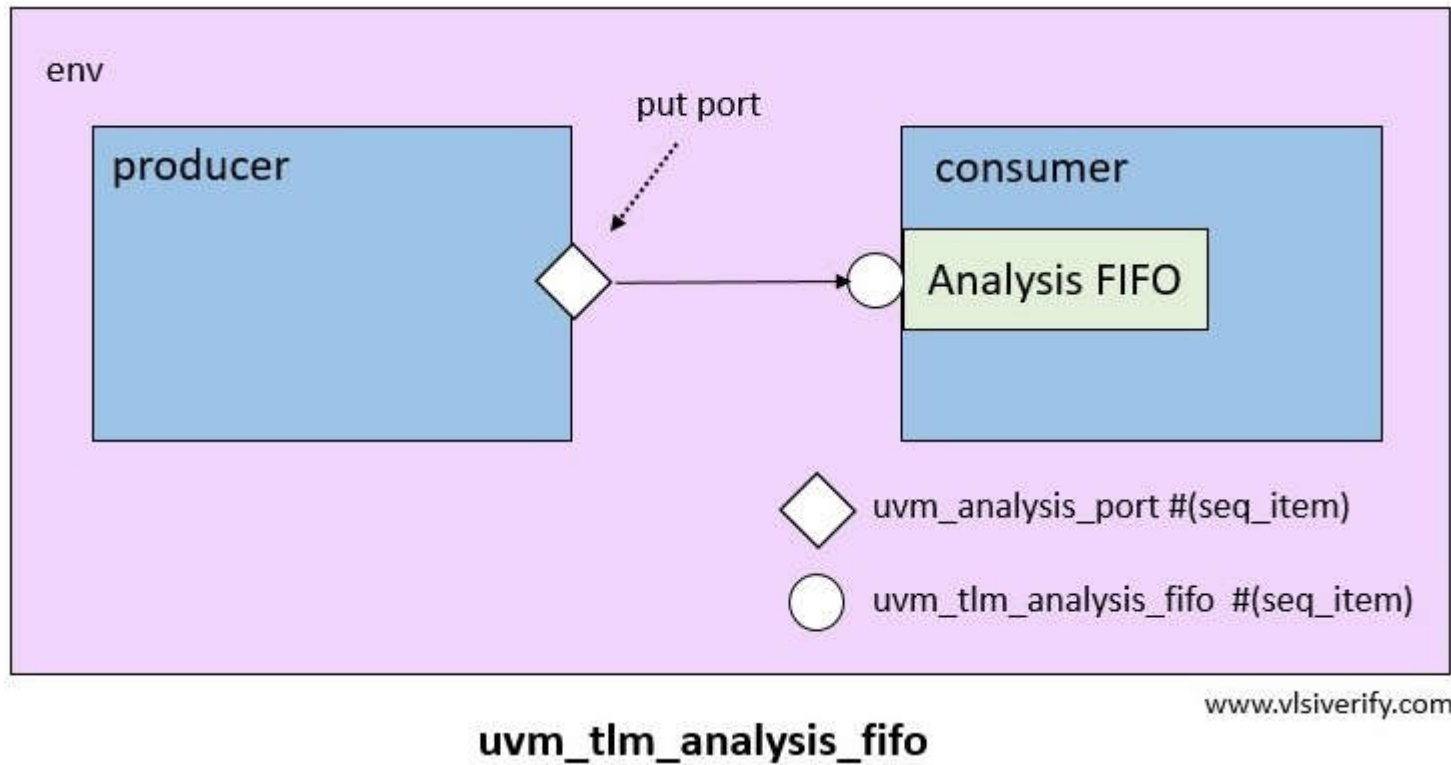 env
put port
producer
consumer
Analysis FIFO
uvm_analysis_port #(seq_item)
uvm_tlm_analysis_fifo #(seq_item)
www.vlsiverify.com
uvm_tlm_analysis_fifo